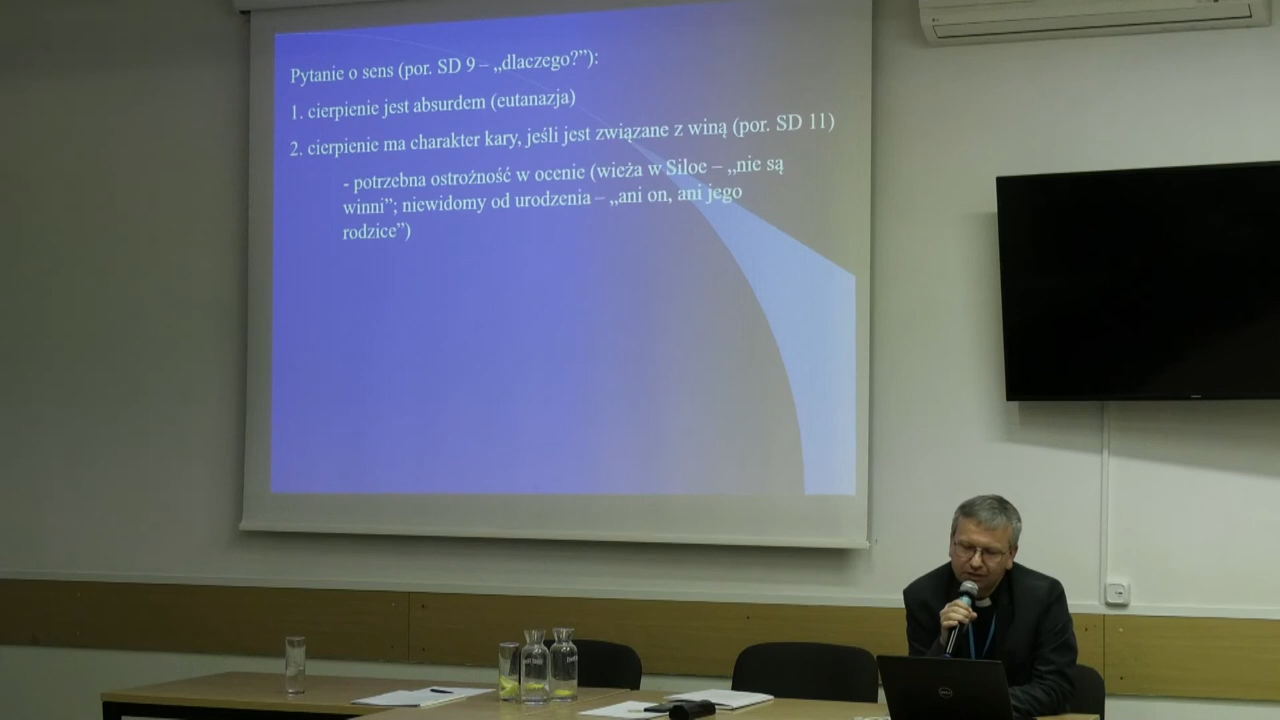 Pytanie o sens (por. SD 9 – „dlaczego?”):
1. cierpienie jest absurdem (eutanazja)
2. cierpienie ma charakter kary, jeśli jest związane z winą (por. SD 11)
- potrzebna ostrożność w ocenie (wieża w Siloe – „nie są
winni”; niewidomy od urodzenia – „ani on, ani jego
rodzice”)
DELL